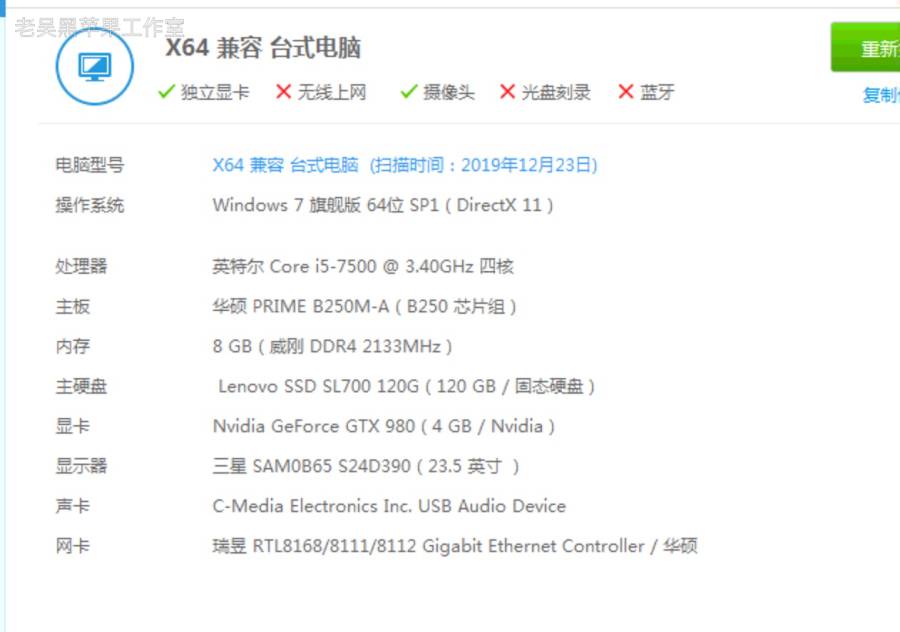 老吴黑苹果工作室
X64 兼容 台式电脑
独立显卡 无线上网 摄像头 光盘刻录 蓝牙
重新
复制
电脑型号 X64 兼容 台式电脑 (扫描时间：2019年12月23日)
操作系统 Windows 7 旗舰版 64位 SP1 ( DirectX 11 )
处理器 英特尔 Core i5-7500 @ 3.40GHz 四核
主板 华硕 PRIME B250M-A ( B250 芯片组 )
内存 8 GB ( 威刚 DDR4 2133MHz )
主硬盘 Lenovo SSD SL700 120G ( 120 GB / 固态硬盘 )
显卡 Nvidia GeForce GTX 980 ( 4 GB / Nvidia )
显示器 三星 SAM0B65 S24D390 ( 23.5 英寸 )
声卡 C-Media Electronics Inc. USB Audio Device
网卡 瑞昱 RTL8168/8111/8112 Gigabit Ethernet Controller / 华硕